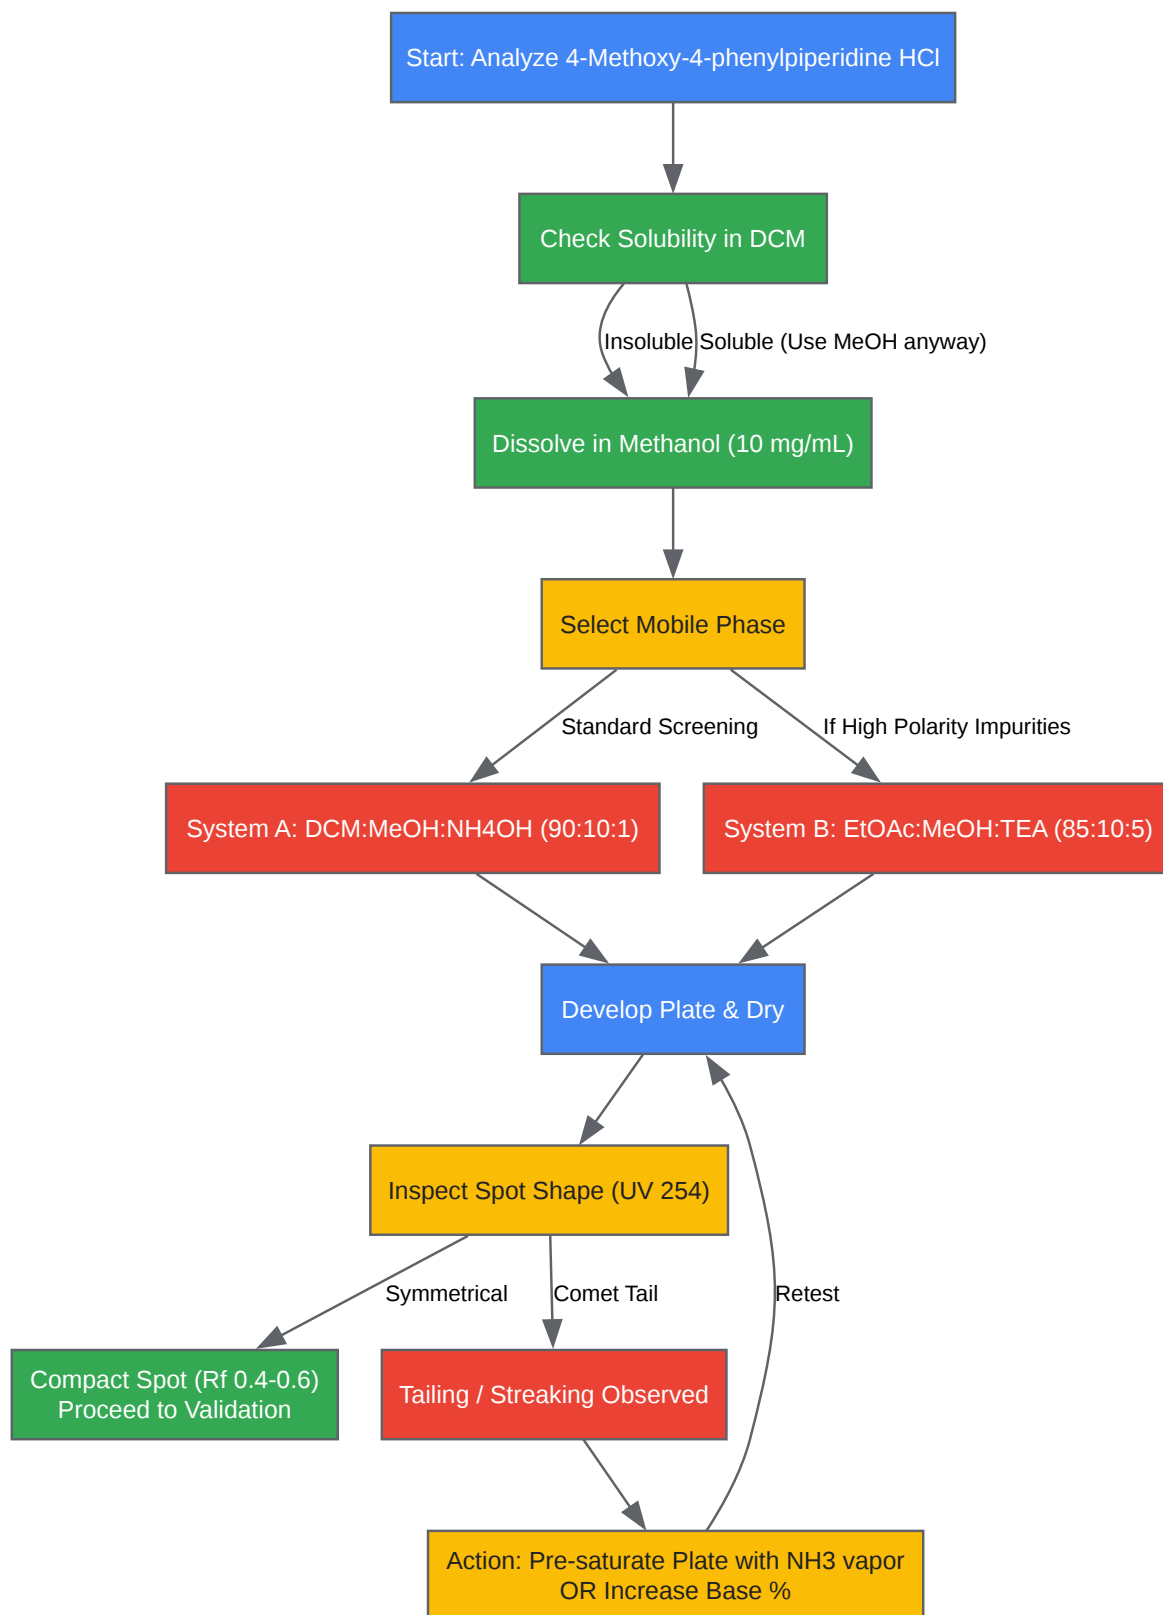 Start: Analyze 4-Methoxy-4-phenylpiperidine HCl
Check Solubility in DCM
Insoluble
Soluble (Use MeOH anyway)
Dissolve in Methanol (10 mg/mL)
Select Mobile Phase
Standard Screening
If High Polarity Impurities
System A: DCM:MeOH:NH4OH (90:10:1)
System B: EtOAc:MeOH:TEA (85:10:5)
Develop Plate & Dry
Inspect Spot Shape (UV 254)
Symmetrical
Comet Tail
Retest
Compact Spot (Rf 0.4-0.6)
Proceed to Validation
Tailing / Streaking Observed
Action: Pre-saturate Plate with NH3 vapor
OR Increase Base %